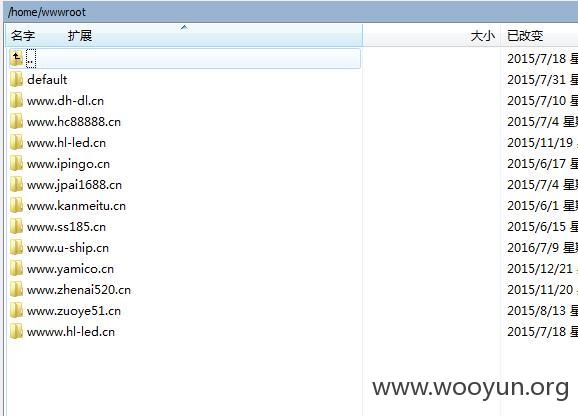 /home/wwwroot
名字 扩展 大小 已改变
.. 2015/7/18 星
default 2015/7/31 星
www.dh-dl.cn 2015/7/10 星
www.hc88888.cn 2015/7/4 星期
www.hl-led.cn 2015/11/19
www.ipingo.cn 2015/6/17 星
www.jpai1688.cn 2015/7/4 星期
www.kanmeitu.cn 2015/6/1 星期
www.ss185.cn 2015/6/15 星
www.u-ship.cn 2016/7/9 星期
www.yamico.cn 2015/12/21
www.zhenai520.cn 2015/11/20
www.zuoye51.cn 2015/8/13 星
wwww.hl-led.cn 2015/7/18 星
www.wooyun.org